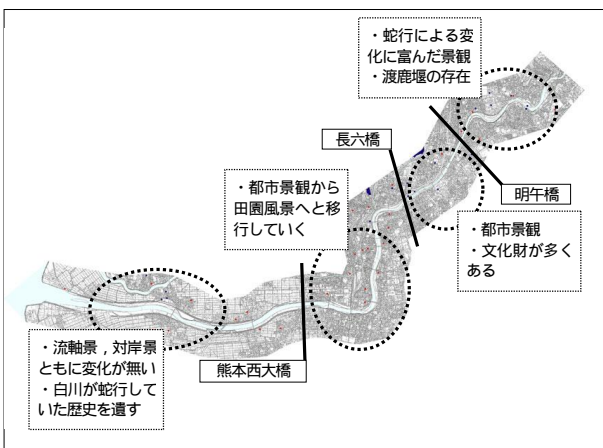 ・蛇行による変
化に富んだ景観
・渡鹿堰の存在
長六橋
・都市景観から
田園風景へと移
行していく
明午橋
・都市景観
・文化財が多く
ある
・流軸景，対岸景
ともに変化が無い
・白川が蛇行して
いた歴史を遺す
熊本西大橋